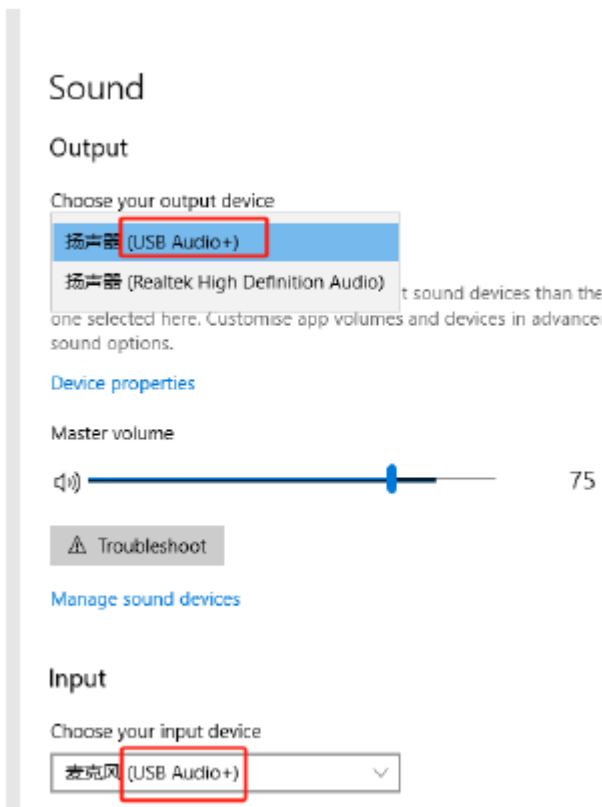 Sound
Output
Choose your output device
扬声器 (USB Audio+)
扬声器 (Realtek High Definition Audio)
t sound devices than the
one selected here. Customise app volumes and devices in advance
sound options.
Device properties
Master volume
75
Troubleshoot
Manage sound devices
Input
Choose your input device
麦克风 (USB Audio+)